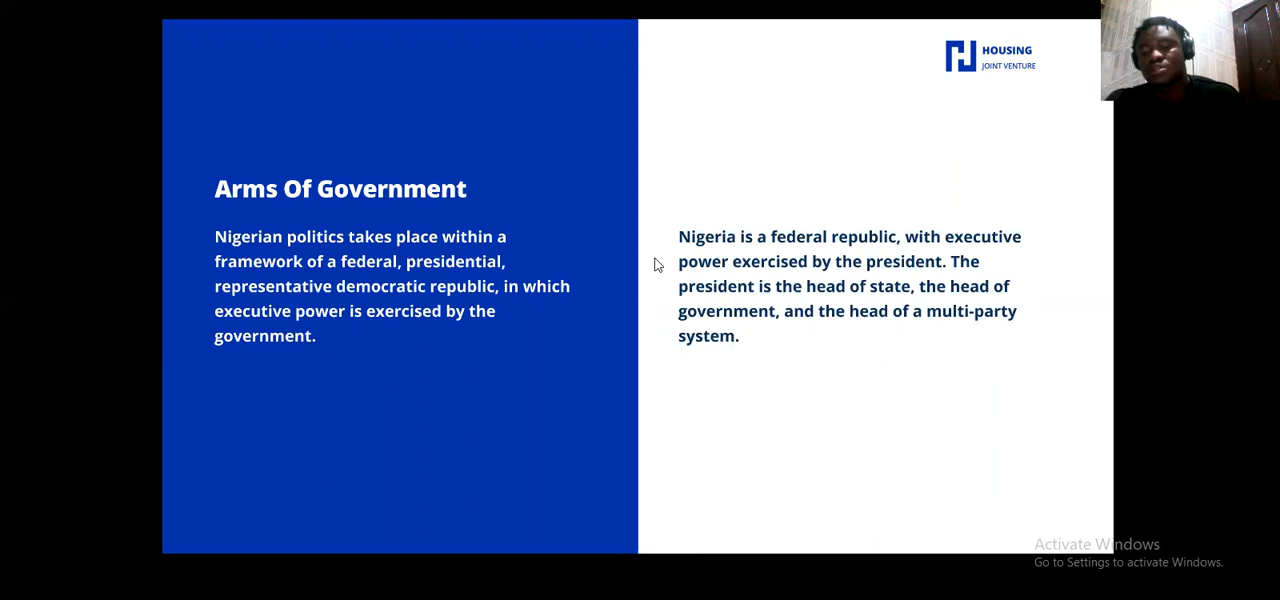 HOUSING
JOINT VENTURE
Arms Of Government
Nigerian politics takes place within a
framework of a federal, presidential,
representative democratic republic, in which
executive power is exercised by the
government.
Nigeria is a federal republic, with executive
power exercised by the president. The
president is the head of state, the head of
government, and the head of a multi-party
system.
Activate Windows
Go to Settings to activate Windows.